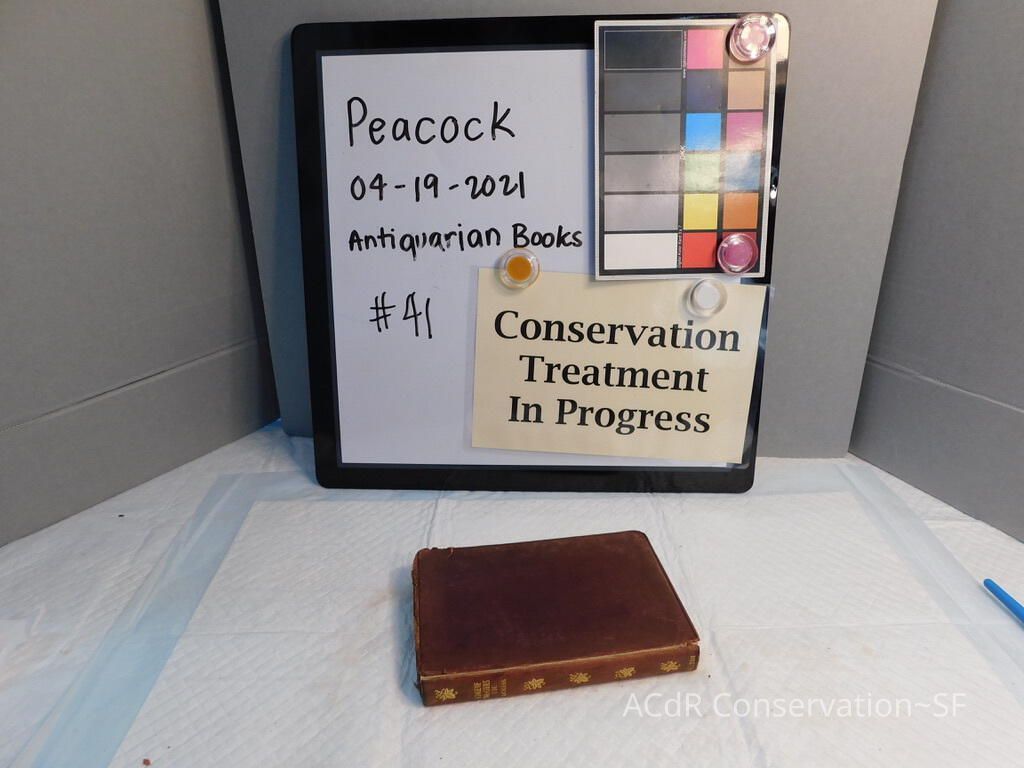 Peacock
04-19-2021
Antiquarian Books
#41
Conservation
Treatment
In Progress
ACdR Conservation~SF